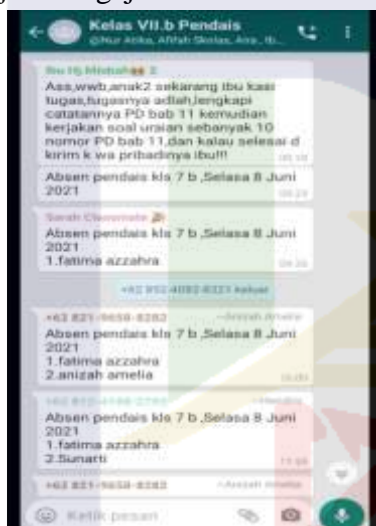 Kelas VII.b Pendais
Ass,wwb,anak2 sekarang ibu kasi
tugas,tugasnya adlah,lengkapi
catatannya PD bab 11 kemudian
kerjakan soal uraian sebanyak 10
nomor PD bab 11,dan kalau selesai d
kirim k wa pribadinya ibu!!!
Absen pendais kls 7 b ,Selasa 8 Juni
2021
Absen pendais kls 7 b ,Selasa 8 Juni
2021
1.fatima azzahra
keluar
Absen pendais kls 7 b ,Selasa 8 Juni
2021
1.fatima azzahra
2.anizah amelia
Absen pendais kls 7 b ,Selasa 8 Juni
2021
1.fatima azzahra
2.Sunarti
Ketik pesan